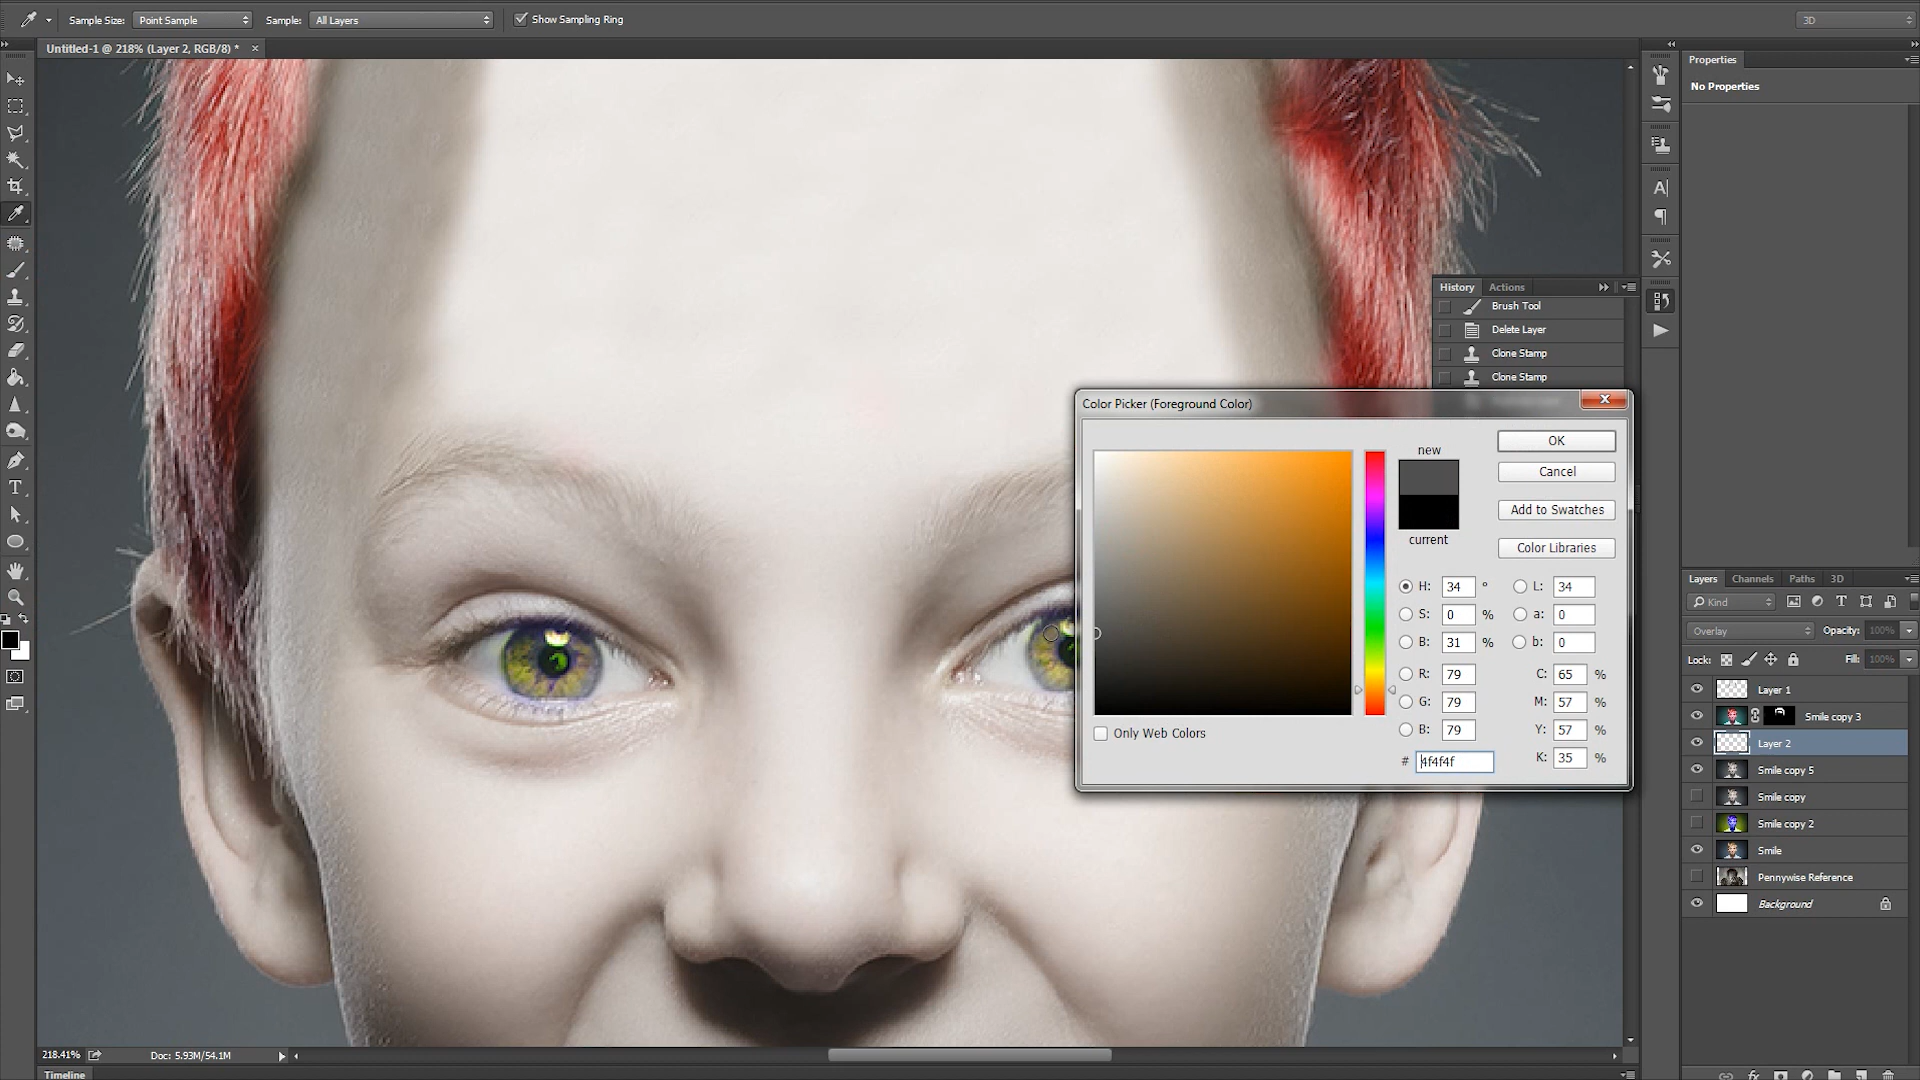 Sample Size: Point Sample Sample: All Layers Show Sampling Ring 3D
Untitled-1 @ 218% (Layer 2, RGB/8) * ×
Properties
No Properties
History Actions
Brush Tool
Delete Layer
Clone Stamp
Clone Stamp
Color Picker (Foreground Color)
new
current
OK
Cancel
Add to Swatches
Color Libraries
H: 34 ° L: 34
S: 0 % a: 0
B: 31 % b: 0
R: 79 C: 65 %
G: 79 M: 57 %
B: 79 Y: 57 %
# 4f4f4f K: 35 %
Only Web Colors
Layers Channels Paths 3D
Kind
Overlay Opacity: 100%
Lock: Fill: 100%
Layer 1
Smile copy 3
Layer 2
Smile copy 5
Smile copy
Smile copy 2
Smile
Pennywise Reference
Background
218.41% Doc: 5.93M/54.1M
Timeline